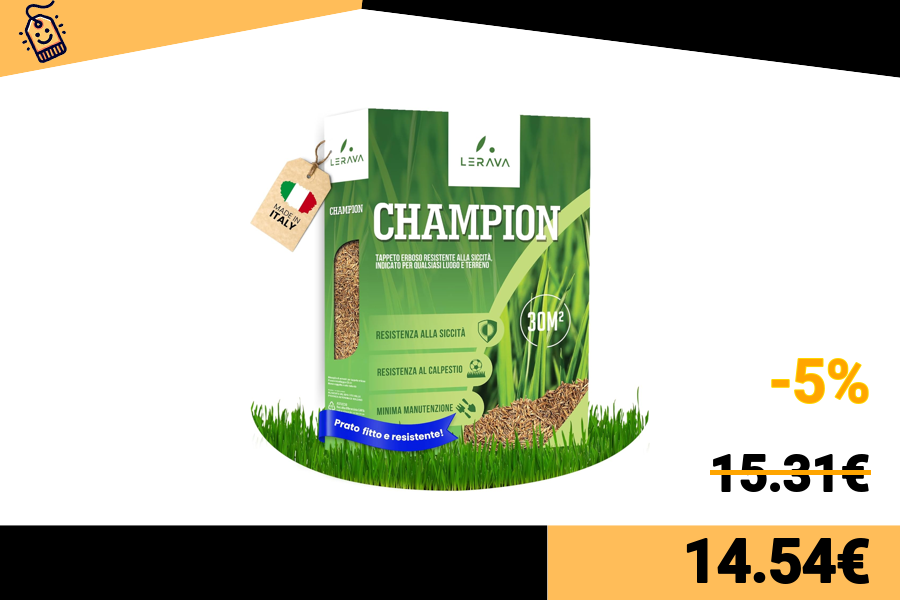 LERAVA
LERAVA
MADE IN
ITALY
CHAMPION
CHAMPION
TAPPETO ERBOSO RESISTENTE ALLA SICCITÀ,
INDICATO PER QUALSIASI LUOGO E TERRENO
30M²
RESISTENZA ALLA SICCITÀ
RESISTENZA AL CALPESTIO
MINIMA MANUTENZIONE
Prato fitto e resistente!
-5%
15.31€
14.54€